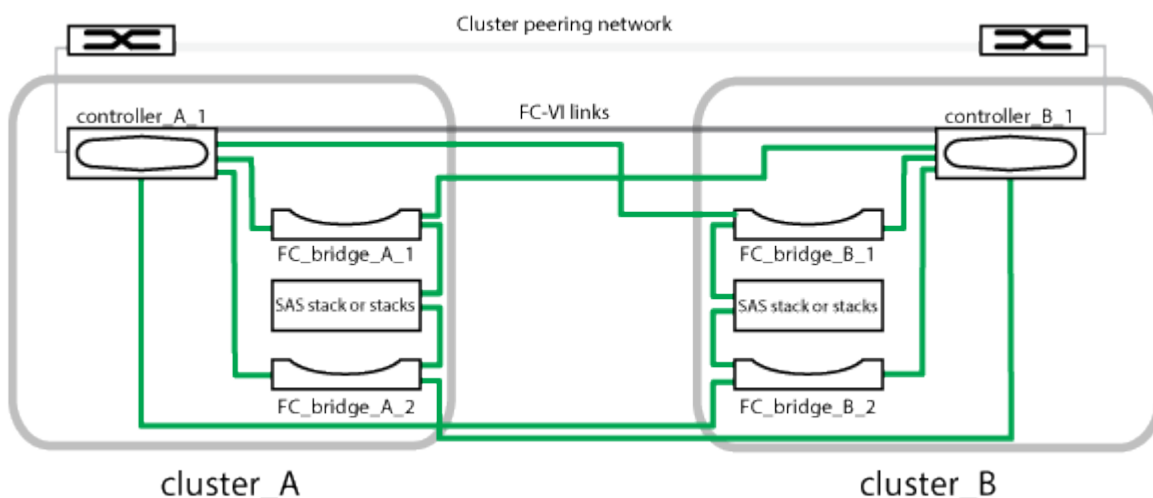 Cluster peering network
controller_A_1
FC-VI links
controller_B_1
FC_bridge_A_1
FC_bridge_B_1
SAS stack or stacks
SAS stack or stacks
FC_bridge_A_2
FC_bridge_B_2
cluster_A
cluster_B